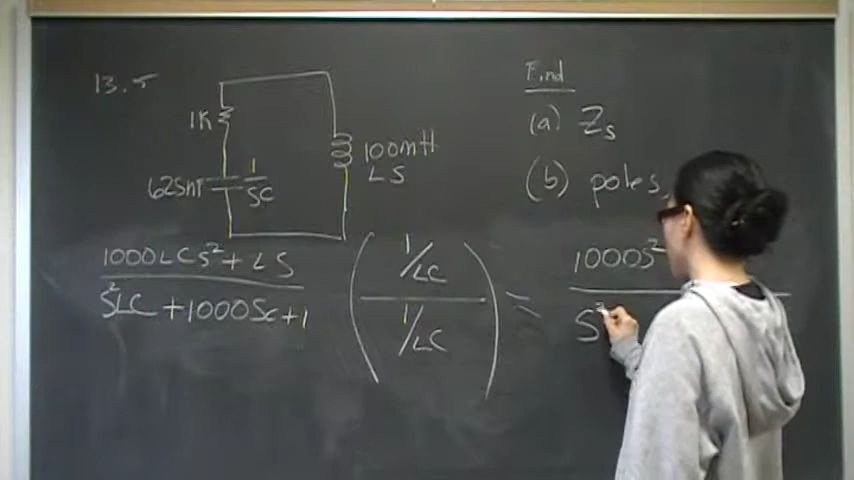 13.5
1K
625nF
1/SC
100mH
LS
Find
(a) Zs
(b) poles,
1000LCS² + LS
S²LC + 1000SC + 1
(
1/LC
1/LC
)
=
1000S²
S²